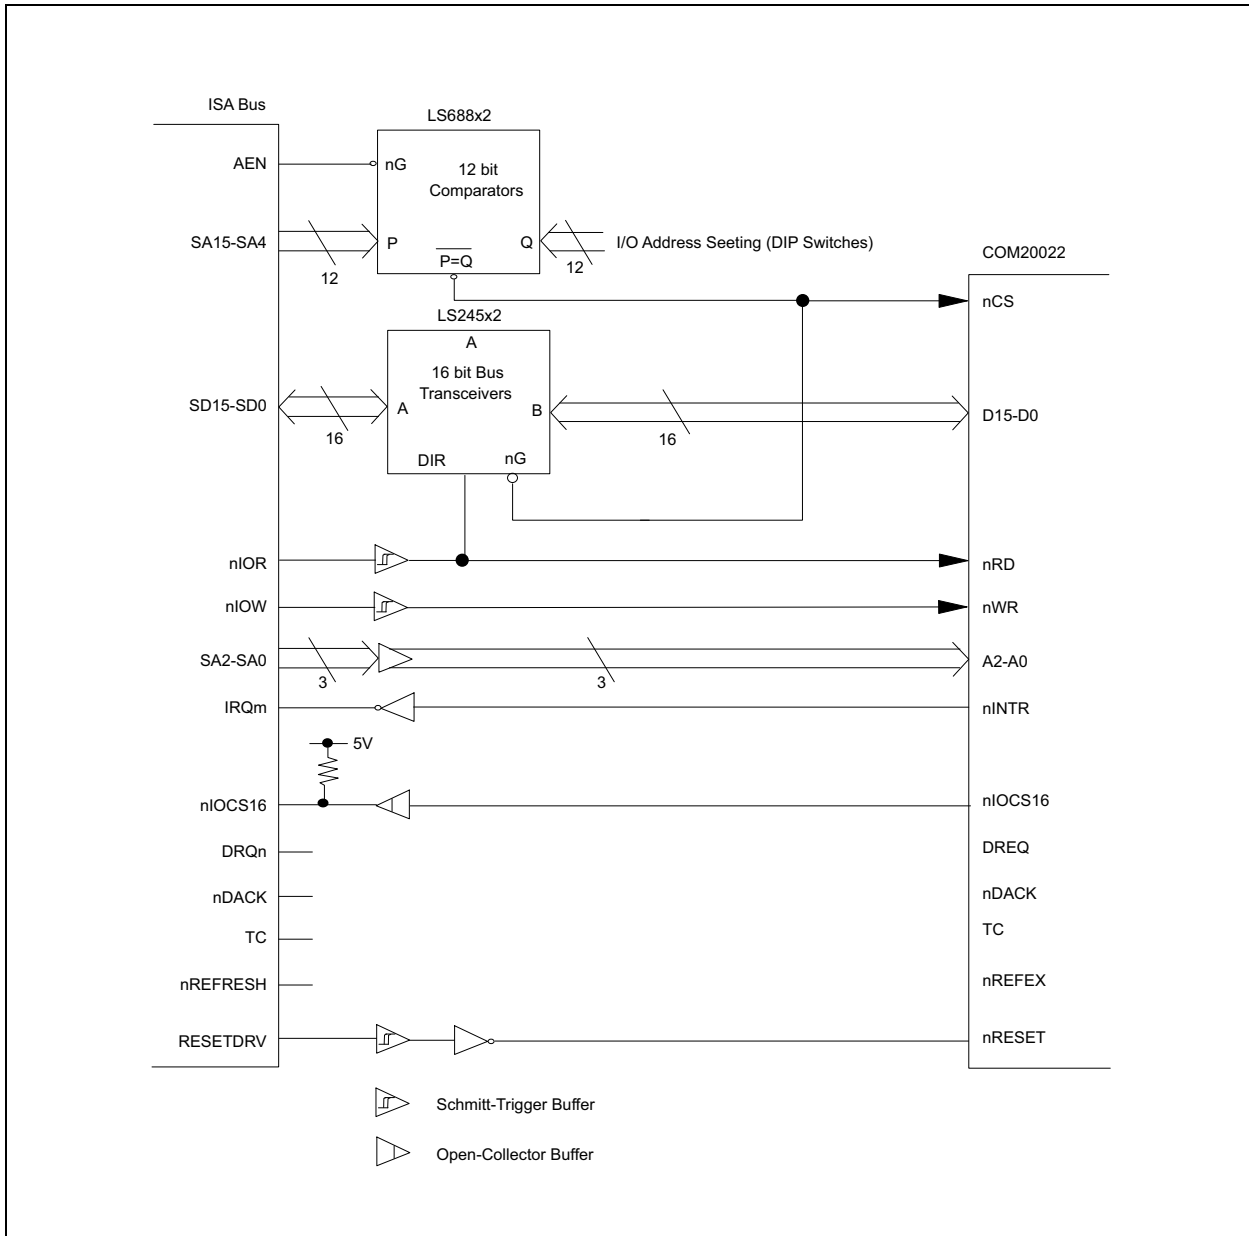 ISA Bus
LS688x2
AEN
nG
12 bit
Comparators
SA15-SA4
P
Q
I/O Address Seeting (DIP Switches)
P=Q
12
12
COM20022
nCS
LS245x2
A
16 bit Bus
Transceivers
SD15-SD0
A
B
D15-D0
16
16
DIR
nG
nIOR
nRD
nIOW
nWR
SA2-SA0
A2-A0
3
3
IRQm
nINTR
5V
nIOCS16
nIOCS16
DRQn
DREQ
nDACK
nDACK
TC
TC
nREFRESH
nREFEX
RESETDRV
nRESET
Schmitt-Trigger Buffer
Open-Collector Buffer